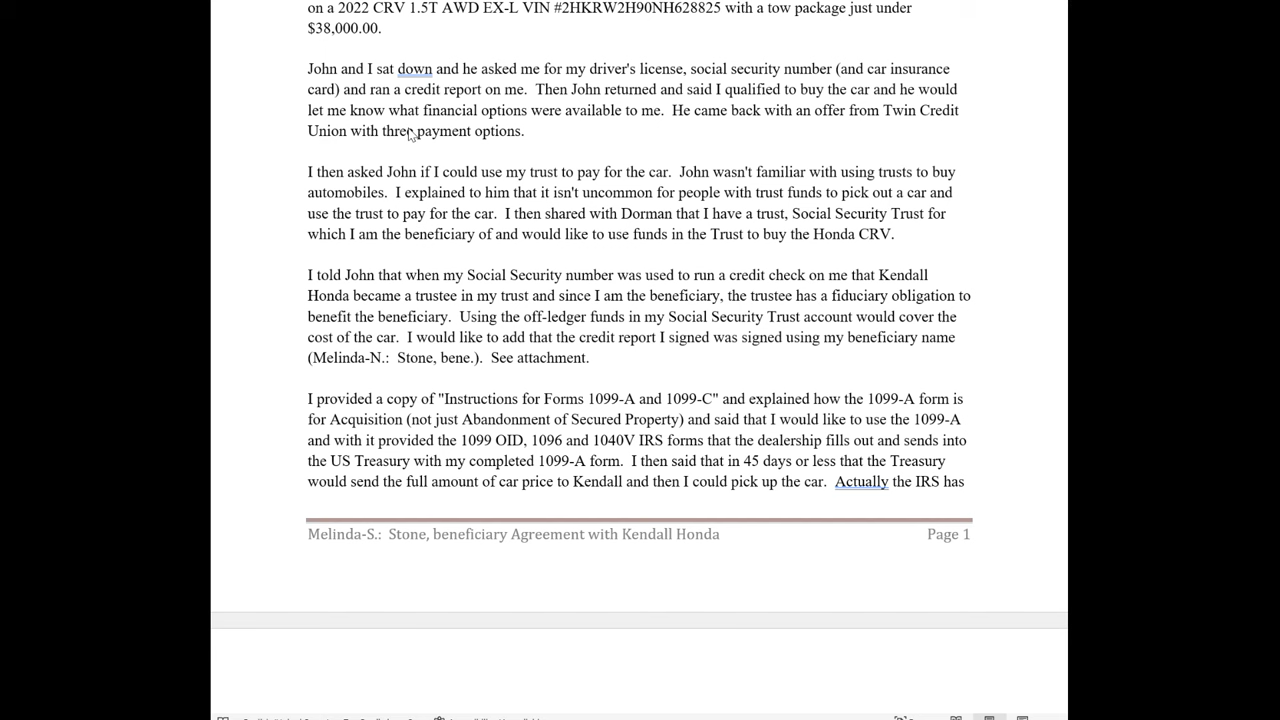 on a 2022 CRV 1.5T AWD EX-L VIN #2HKRW2H90NH628825 with a tow package just under
$38,000.00.
John and I sat down and he asked me for my driver's license, social security number (and car insurance
card) and ran a credit report on me.  Then John returned and said I qualified to buy the car and he would
let me know what financial options were available to me.  He came back with an offer from Twin Credit
Union with three payment options.
I then asked John if I could use my trust to pay for the car.  John wasn't familiar with using trusts to buy
automobiles.  I explained to him that it isn't uncommon for people with trust funds to pick out a car and
use the trust to pay for the car.  I then shared with Dorman that I have a trust, Social Security Trust for
which I am the beneficiary of and would like to use funds in the Trust to buy the Honda CRV.
I told John that when my Social Security number was used to run a credit check on me that Kendall
Honda became a trustee in my trust and since I am the beneficiary, the trustee has a fiduciary obligation to
benefit the beneficiary.  Using the off-ledger funds in my Social Security Trust account would cover the
cost of the car.  I would like to add that the credit report I signed was signed using my beneficiary name
(Melinda-N.:  Stone, bene.).  See attachment.
I provided a copy of "Instructions for Forms 1099-A and 1099-C" and explained how the 1099-A form is
for Acquisition (not just Abandonment of Secured Property) and said that I would like to use the 1099-A
and with it provided the 1099 OID, 1096 and 1040V IRS forms that the dealership fills out and sends into
the US Treasury with my completed 1099-A form.  I then said that in 45 days or less that the Treasury
would send the full amount of car price to Kendall and then I could pick up the car.  Actually the IRS has
Melinda-S.:  Stone, beneficiary Agreement with Kendall Honda Page 1